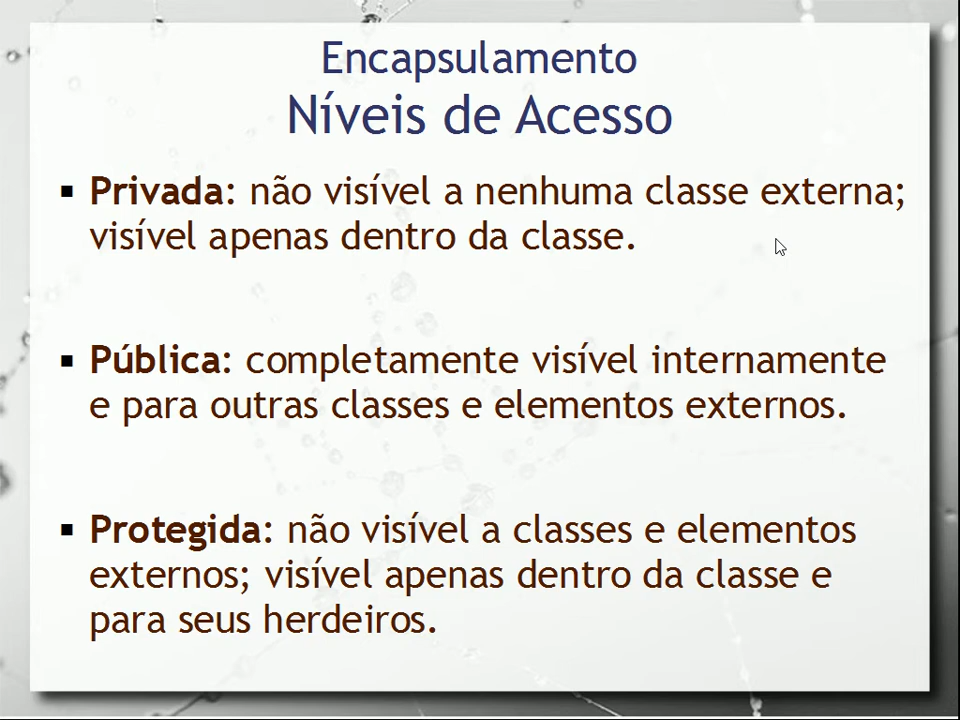 Encapsulamento
Níveis de Acesso
▪ Privada: não visível a nenhuma classe externa;
visível apenas dentro da classe.
▪ Pública: completamente visível internamente
e para outras classes e elementos externos.
▪ Protegida: não visível a classes e elementos
externos; visível apenas dentro da classe e
para seus herdeiros.